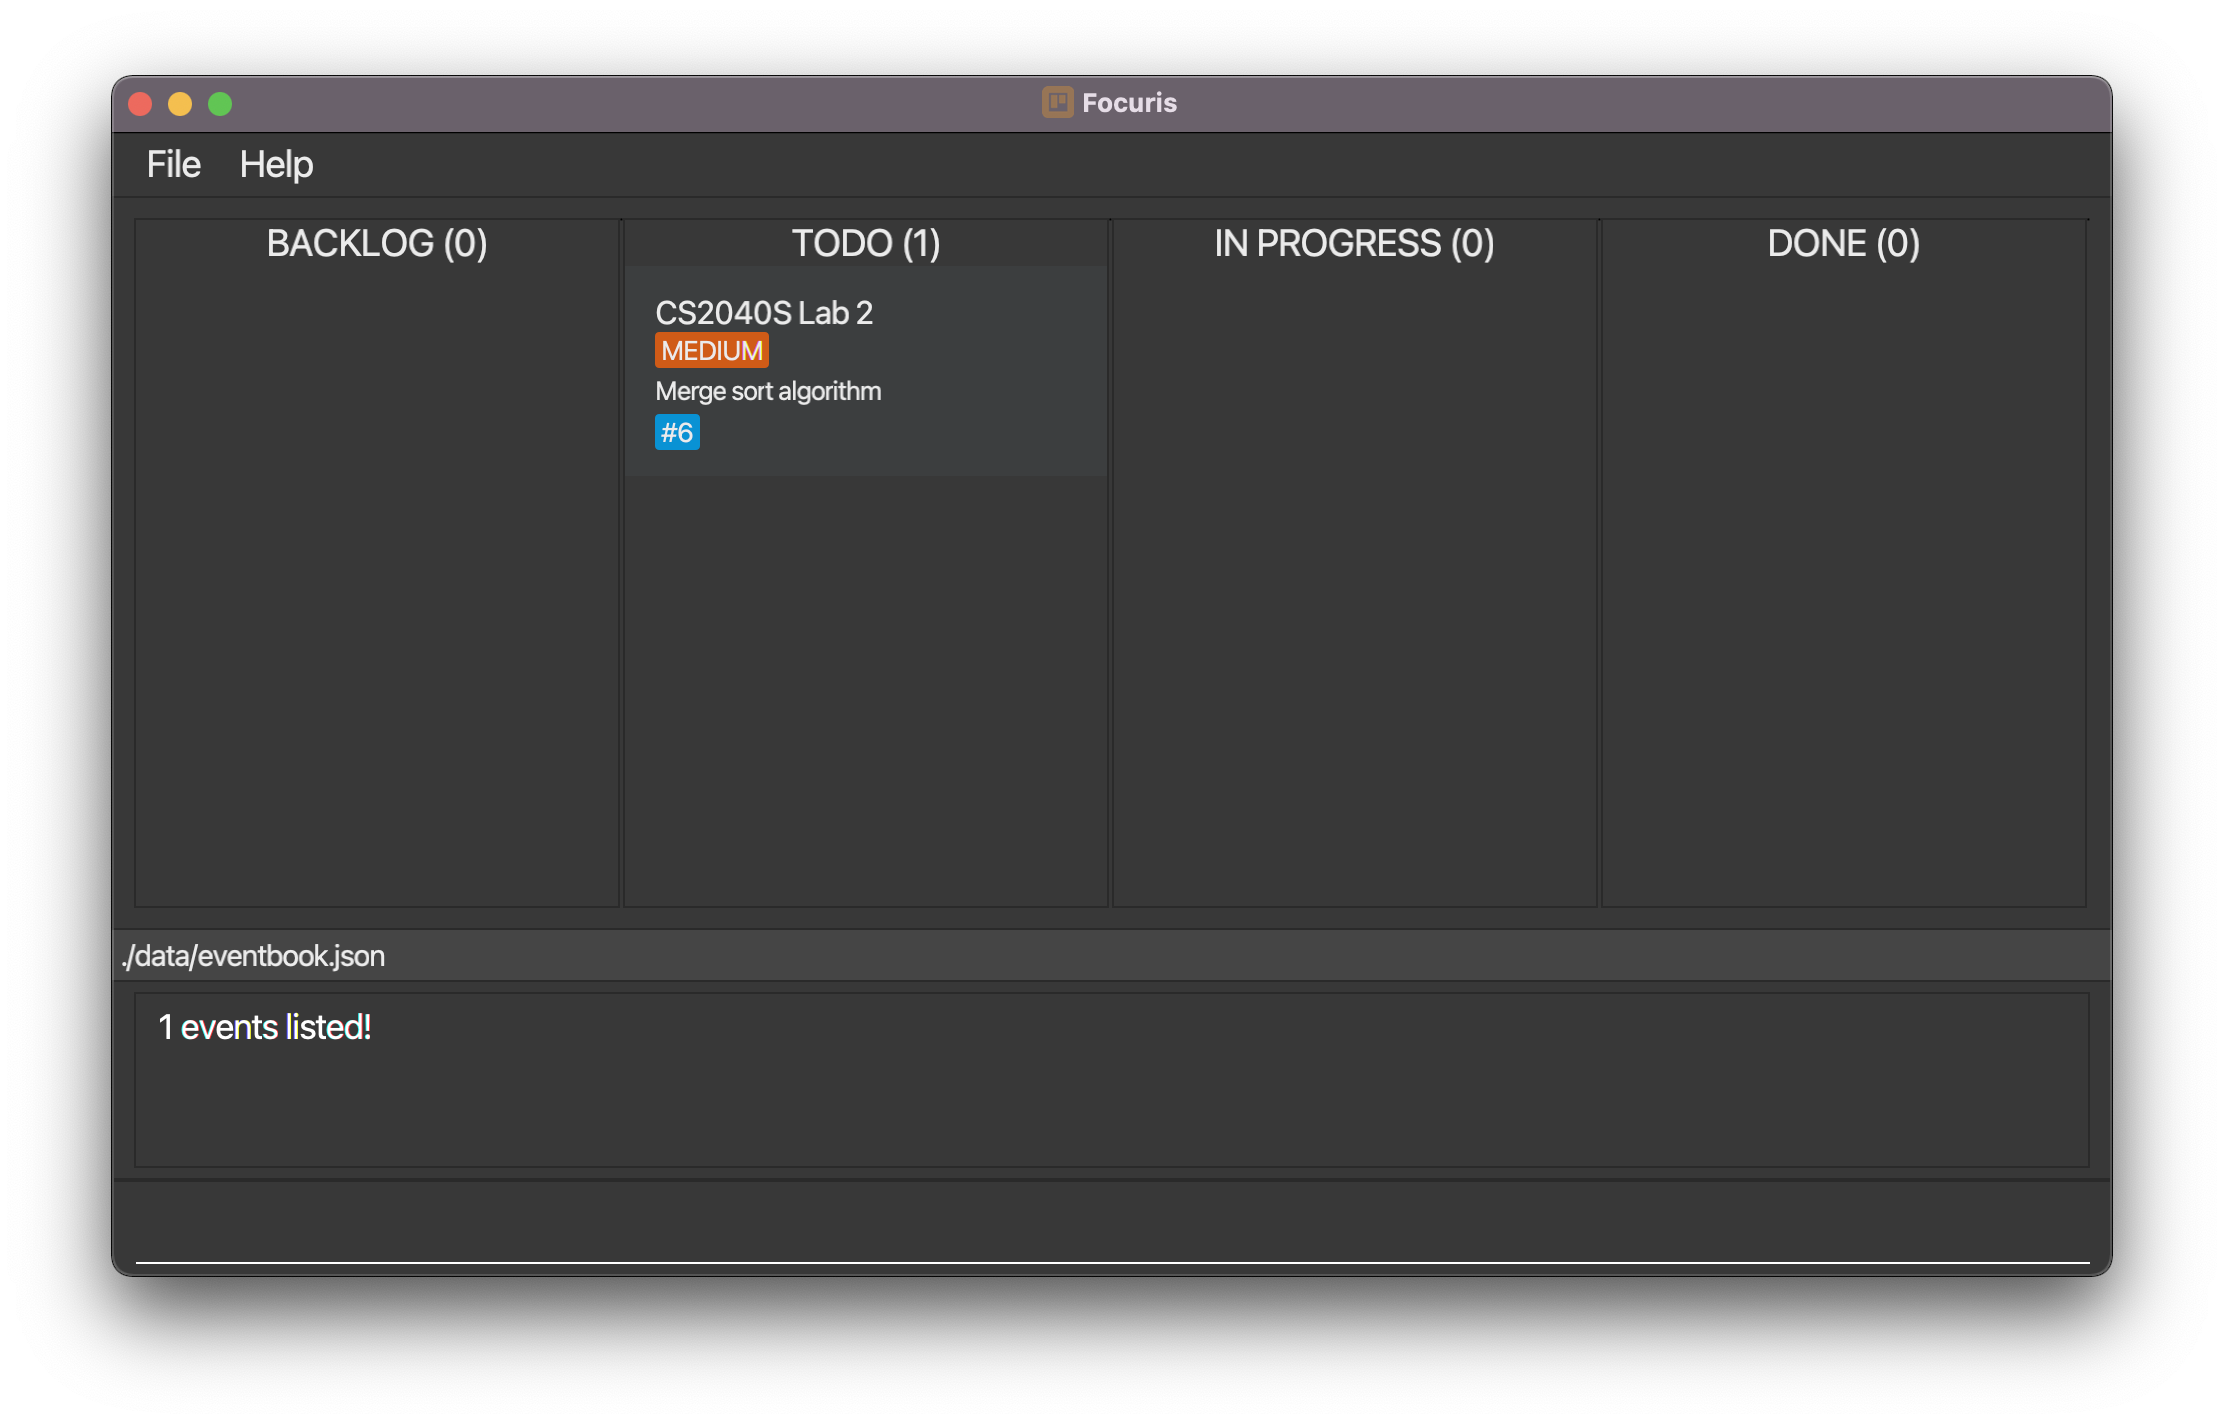 Focuris
File Help
BACKLOG (0)
TODO (1)
CS2040S Lab 2
MEDIUM
Merge sort algorithm
#6
IN PROGRESS (0)
DONE (0)
./data/eventbook.json
1 events listed!